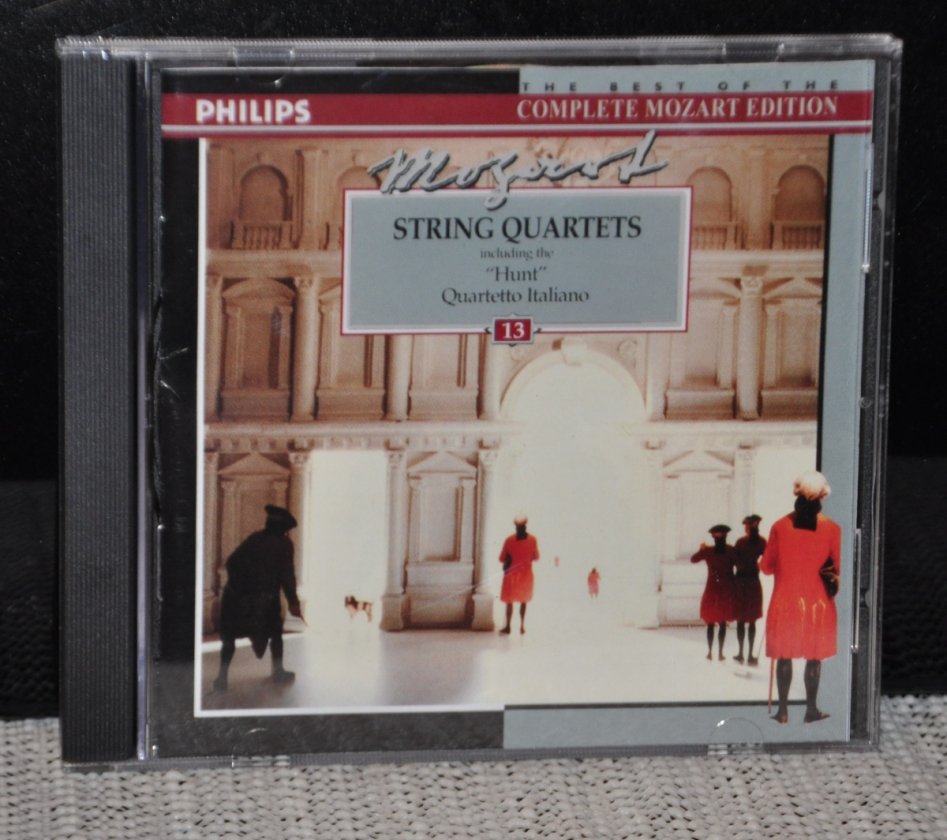 THE BEST OF THE
PHILIPS
COMPLETE MOZART EDITION
Mozart
STRING QUARTETS
including the
"Hunt"
Quartetto Italiano
13